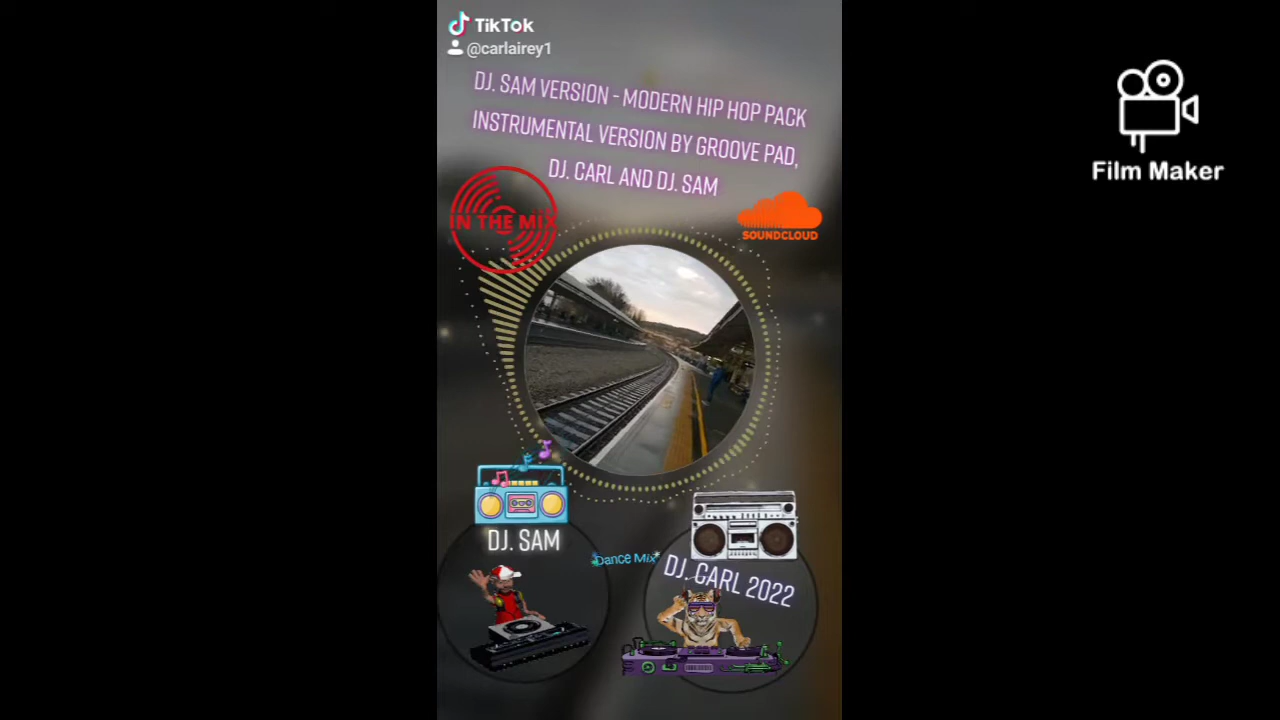 TikTok
@carlairey1
DJ. SAM VERSION - MODERN HIP HOP PACK
INSTRUMENTAL VERSION BY GROOVE PAD,
DJ. CARL AND DJ. SAM
IN THE MIX
SOUNDCLOUD
Film Maker
DJ. SAM
Dance Mix
DJ. CARL 2022